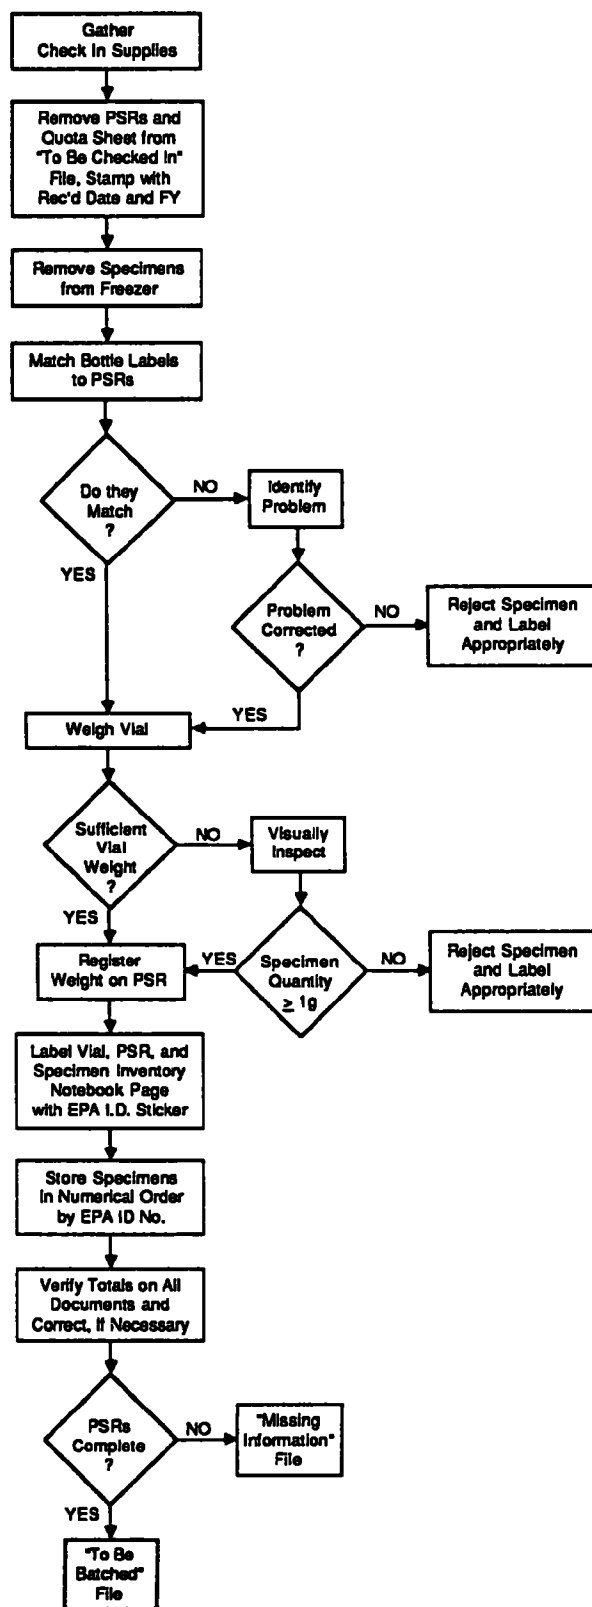 Gather
Check In Supplies
Remove PSRs and
Quota Sheet from
"To Be Checked In"
File, Stamp with
Rec'd Date and FY
Remove Specimens
from Freezer
Match Bottle Labels
to PSRs
Do they
Match
?
NO
Identify
Problem
YES
Problem
Corrected
?
NO
Reject Specimen
and Label
Appropriately
YES
Weigh Vial
Sufficient
Vial
Weight
?
NO
Visually
Inspect
YES
Register
Weight on PSR
YES
Specimen
Quantity
≥ 1g
NO
Reject Specimen
and Label
Appropriately
Label Vial, PSR, and
Specimen Inventory
Notebook Page
with EPA I.D. Sticker
Store Specimens
in Numerical Order
by EPA ID No.
Verify Totals on All
Documents and
Correct, If Necessary
PSRs
Complete
?
NO
"Missing
Information"
File
YES
"To Be
Batched"
File